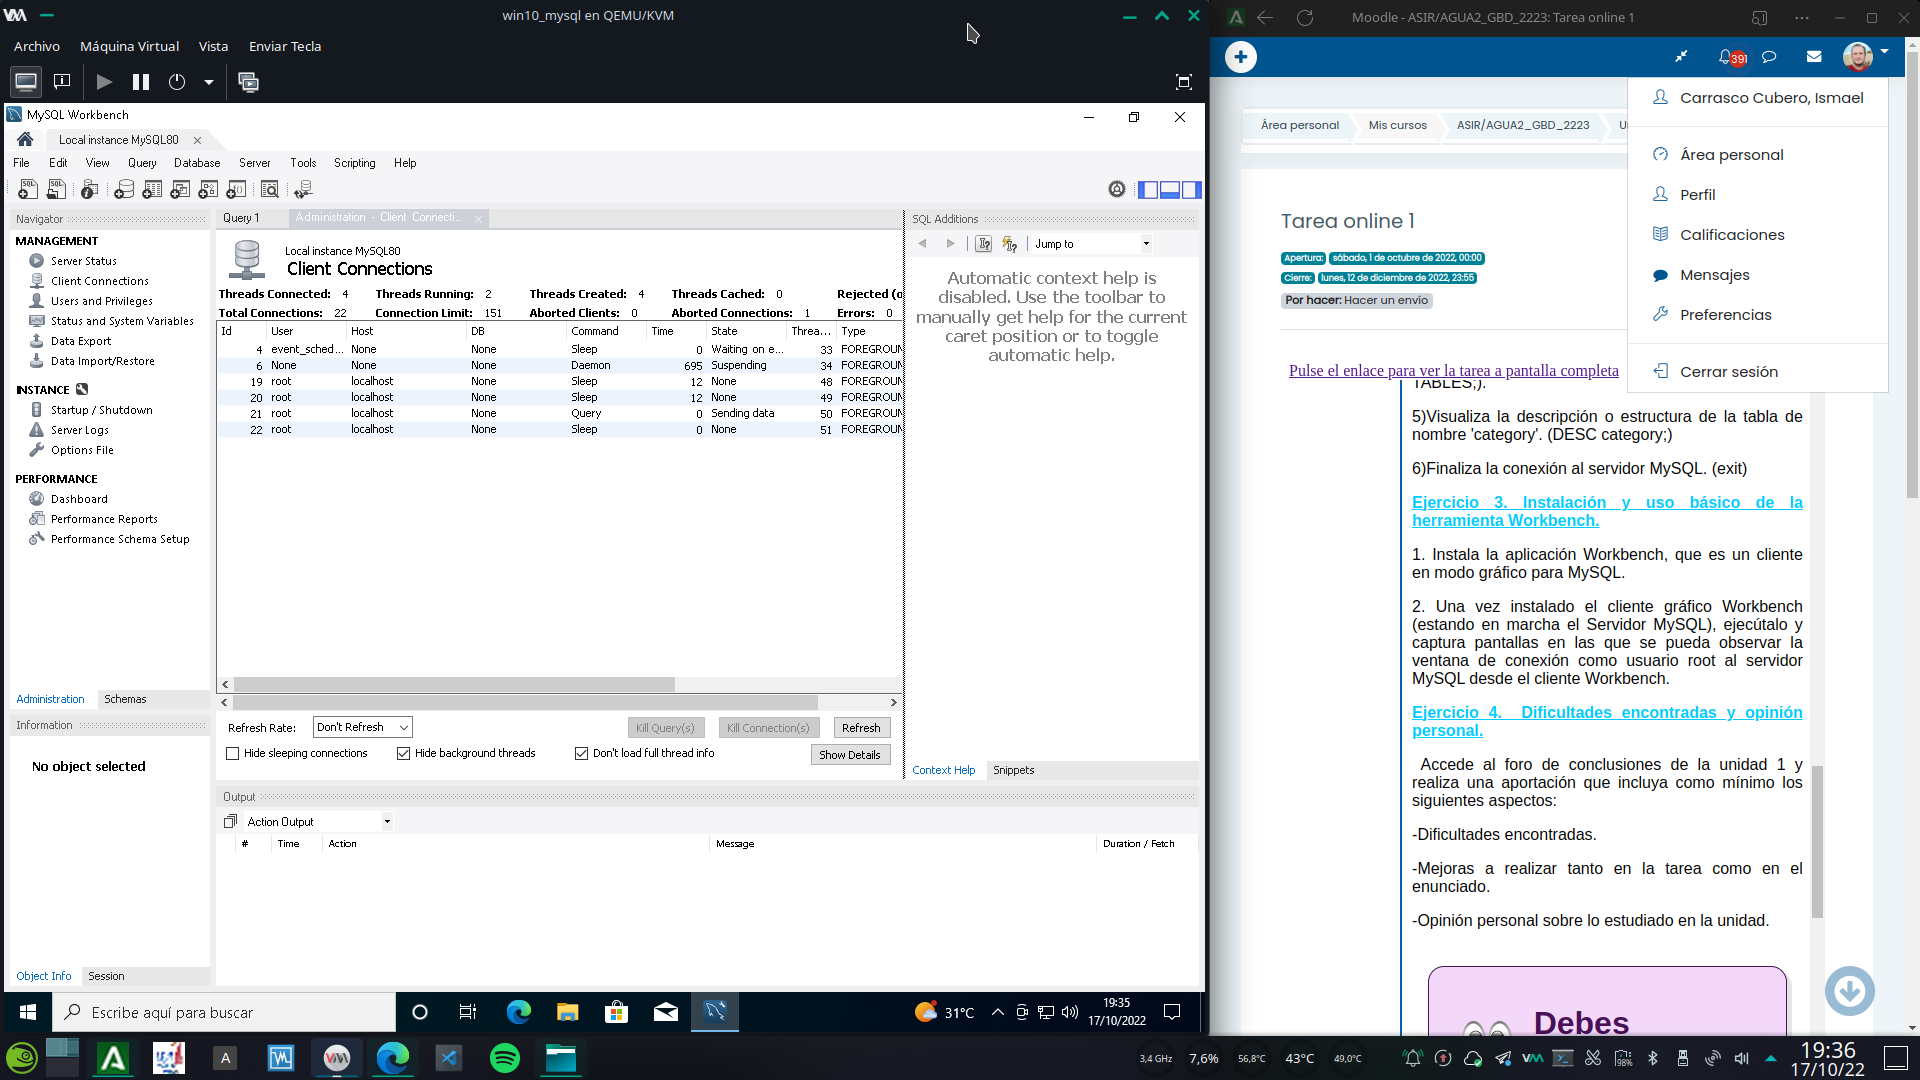 win10_mysql en QEMU/KVM
Archivo Máquina Virtual Vista Enviar Tecla
MySQL Workbench
Local instance MySQL80
File Edit View Query Database Server Tools Scripting Help
Navigator
MANAGEMENT
Server Status
Client Connections
Users and Privileges
Status and System Variables
Data Export
Data Import/Restore
INSTANCE
Startup / Shutdown
Server Logs
Options File
PERFORMANCE
Dashboard
Performance Reports
Performance Schema Setup
Administration Schemas
Information
No object selected
Object Info Session
Query 1 Administration - Client Connecti...
Local instance MySQL80
Client Connections
Threads Connected: 4 Threads Running: 2 Threads Created: 4 Threads Cached: 0 Rejected (o
Total Connections: 22 Connection Limit: 151 Aborted Clients: 0 Aborted Connections: 1 Errors: 0
Id User Host DB Command Time State Threa... Type
4 event_sched... None None Sleep 0 Waiting on e... 33 FOREGROUN
6 None None None Daemon 695 Suspending 34 FOREGROUN
19 root localhost None Sleep 12 None 48 FOREGROUN
20 root localhost None Sleep 12 None 49 FOREGROUN
21 root localhost None Query 0 Sending data 50 FOREGROUN
22 root localhost None Sleep 0 None 51 FOREGROUN
Refresh Rate: Don't Refresh Kill Query(s) Kill Connection(s) Refresh
Hide sleeping connections Hide background threads Don't load full thread info Show Details
SQL Additions
Jump to
Automatic context help is
disabled. Use the toolbar to
manually get help for the current
caret position or to toggle
automatic help.
Context Help Snippets
Output
Action Output
# Time Action Message Duration / Fetch
Escribe aquí para buscar
31°C
19:35
17/10/2022
Moodle - ASIR/AGUA2_GBD_2223: Tarea online 1
391
Área personal Mis cursos ASIR/AGUA2_GBD_2223
Carrasco Cubero, Ismael
Área personal
Perfil
Calificaciones
Mensajes
Preferencias
Cerrar sesión
Tarea online 1
Apertura: sábado, 1 de octubre de 2022, 00:00
Cierre: lunes, 12 de diciembre de 2022, 23:55
Por hacer: Hacer un envío
Pulse el enlace para ver la tarea a pantalla completa
TABLES;).
5)Visualiza la descripción o estructura de la tabla de
nombre 'category'. (DESC category;)
6)Finaliza la conexión al servidor MySQL. (exit)
Ejercicio 3. Instalación y uso básico de la
herramienta Workbench.
1. Instala la aplicación Workbench, que es un cliente
en modo gráfico para MySQL.
2. Una vez instalado el cliente gráfico Workbench
(estando en marcha el Servidor MySQL), ejecútalo y
captura pantallas en las que se pueda observar la
ventana de conexión como usuario root al servidor
MySQL desde el cliente Workbench.
Ejercicio 4. Dificultades encontradas y opinión
personal.
Accede al foro de conclusiones de la unidad 1 y
realiza una aportación que incluya como mínimo los
siguientes aspectos:
-Dificultades encontradas.
-Mejoras a realizar tanto en la tarea como en el
enunciado.
-Opinión personal sobre lo estudiado en la unidad.
Debes
3,4 GHz 7,6% 56,8°C 43°C 49,0°C
98%
19:36
17/10/22